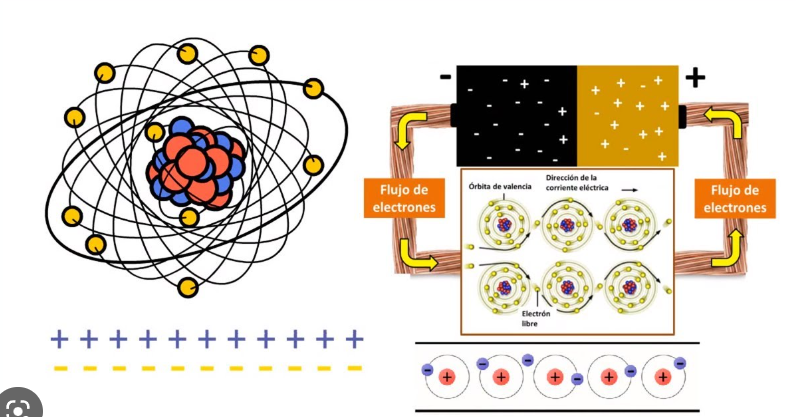 Flujo de
electrones
Órbita de valencia
Dirección de la
corriente eléctrica
Flujo de
electrones
Electrón
libre